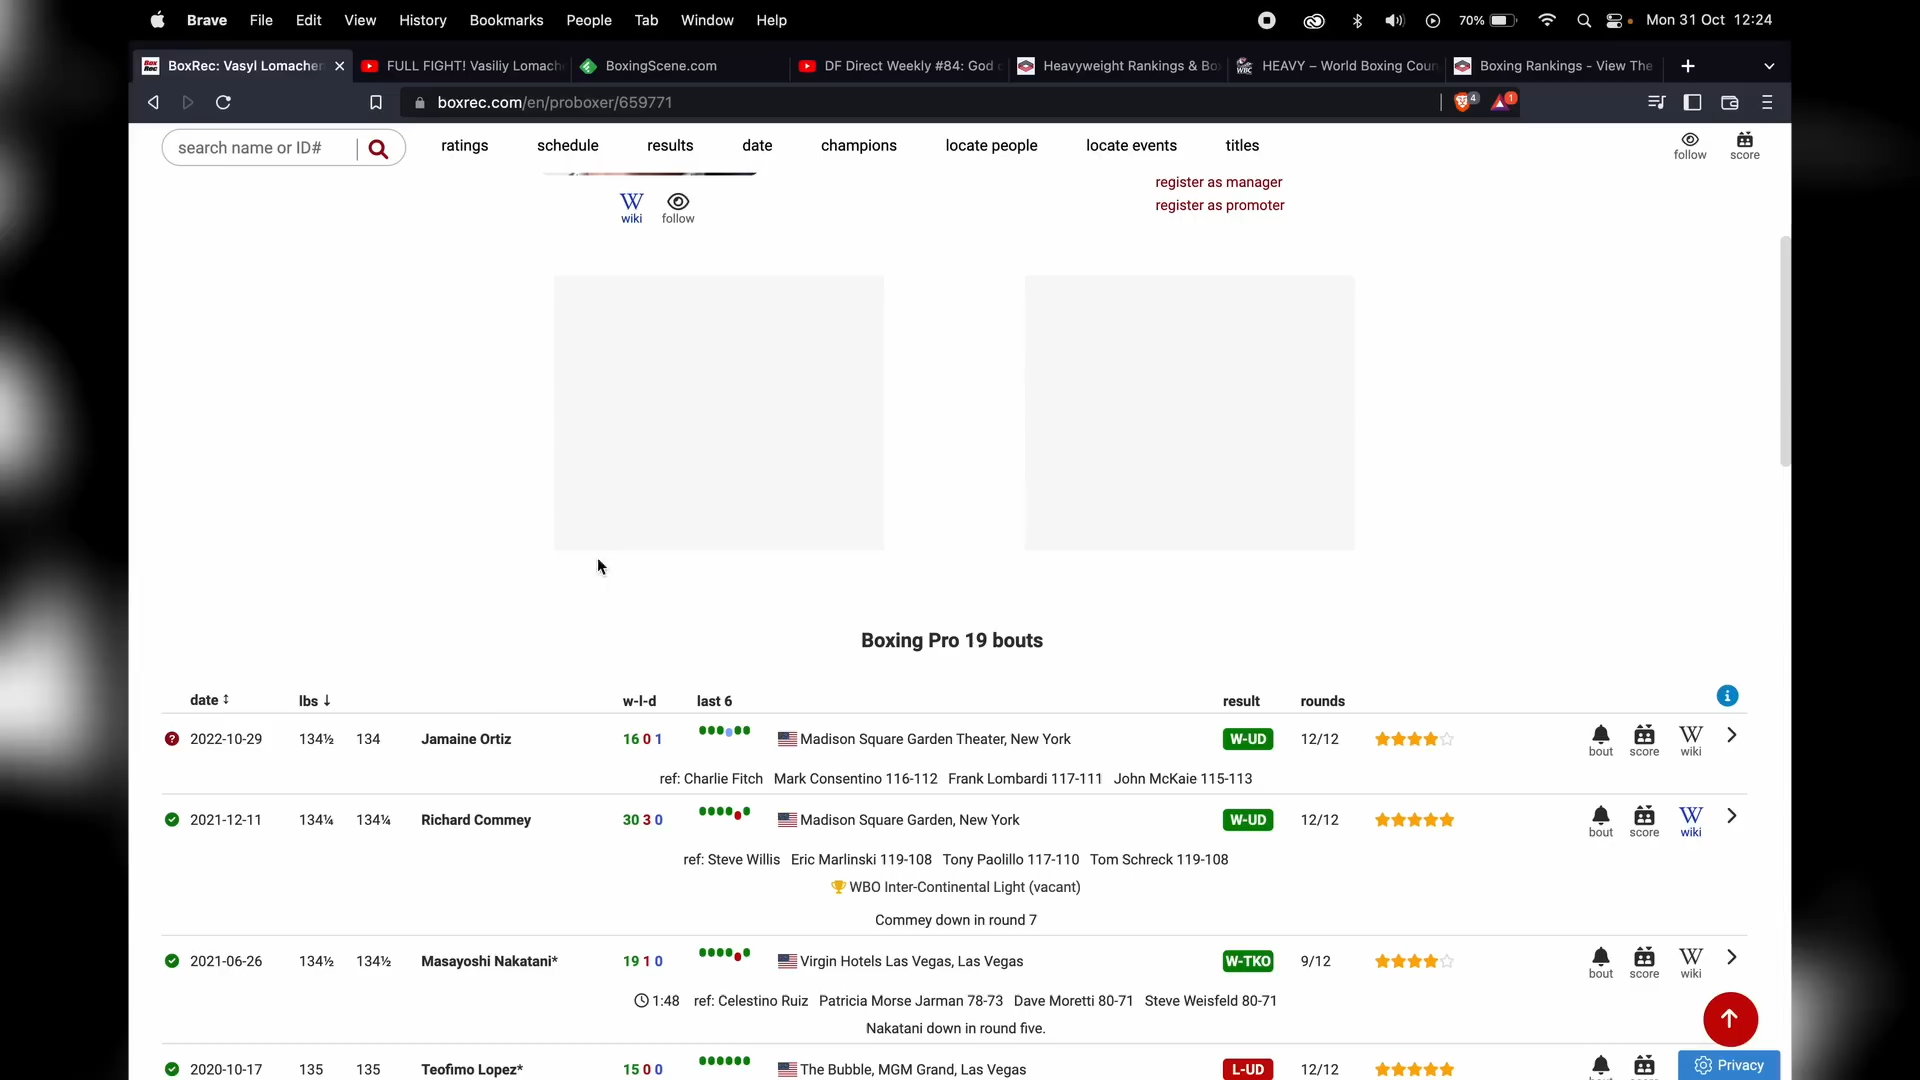 Brave File Edit View History Bookmarks People Tab Window Help 70% Mon 31 Oct 12:24
BoxRec: Vasyl Lomachen FULL FIGHT! Vasiliy Lomach BoxingScene.com DF Direct Weekly #84: God Heavyweight Rankings & Bo HEAVY – World Boxing Coun Boxing Rankings - View The
boxrec.com/en/proboxer/659771 4 1
search name or ID# ratings schedule results date champions locate people locate events titles follow score
register as manager
register as promoter
wiki follow
Boxing Pro 19 bouts
date lbs w-l-d last 6 result rounds
2022-10-29 134½ 134 Jamaine Ortiz 16 0 1 Madison Square Garden Theater, New York W-UD 12/12 bout score wiki
ref: Charlie Fitch Mark Consentino 116-112 Frank Lombardi 117-111 John McKaie 115-113
2021-12-11 134¼ 134¼ Richard Commey 30 3 0 Madison Square Garden, New York W-UD 12/12 bout score wiki
ref: Steve Willis Eric Marlinski 119-108 Tony Paolillo 117-110 Tom Schreck 119-108
WBO Inter-Continental Light (vacant)
Commey down in round 7
2021-06-26 134½ 134½ Masayoshi Nakatani* 19 1 0 Virgin Hotels Las Vegas, Las Vegas W-TKO 9/12 bout score wiki
1:48 ref: Celestino Ruiz Patricia Morse Jarman 78-73 Dave Moretti 80-71 Steve Weisfeld 80-71
Nakatani down in round five.
2020-10-17 135 135 Teofimo Lopez* 15 0 0 The Bubble, MGM Grand, Las Vegas L-UD 12/12
Privacy